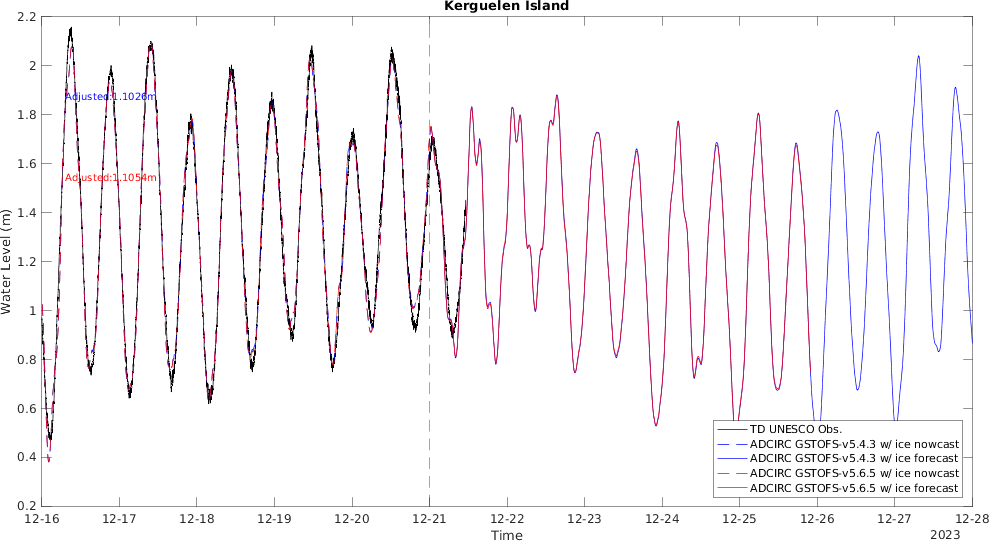 Kerguelen Island
2.2
2
1.8
1.6
1.4
1.2
1
0.8
0.6
0.4
0.2
Water Level (m)
Adjusted:1.1026m
Adjusted:1.1054m
TD UNESCO Obs.
ADCIRC GSTOFS-v5.4.3 w/ ice nowcast
ADCIRC GSTOFS-v5.4.3 w/ ice forecast
ADCIRC GSTOFS-v5.6.5 w/ ice nowcast
ADCIRC GSTOFS-v5.6.5 w/ ice forecast
12-16 12-17 12-18 12-19 12-20 12-21 12-22 12-23 12-24 12-25 12-26 12-27 12-28
Time
2023